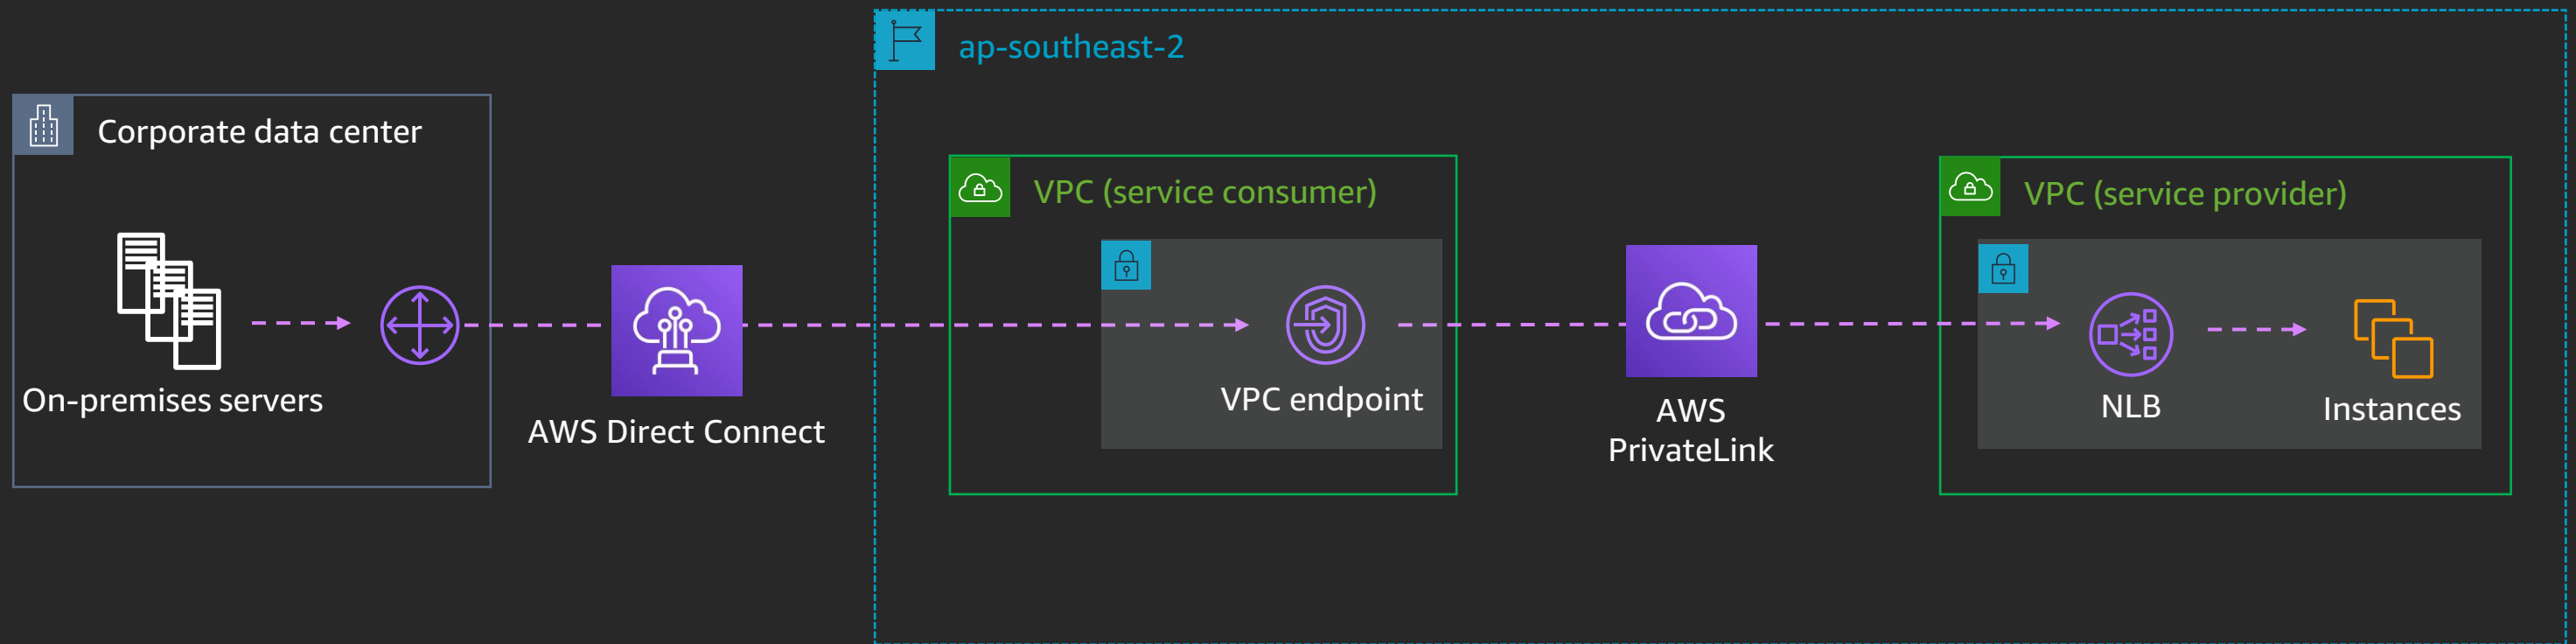 ap-southeast-2
Corporate data center
VPC (service consumer)
VPC (service provider)
On-premises servers
AWS Direct Connect
VPC endpoint
AWS
PrivateLink
NLB
Instances